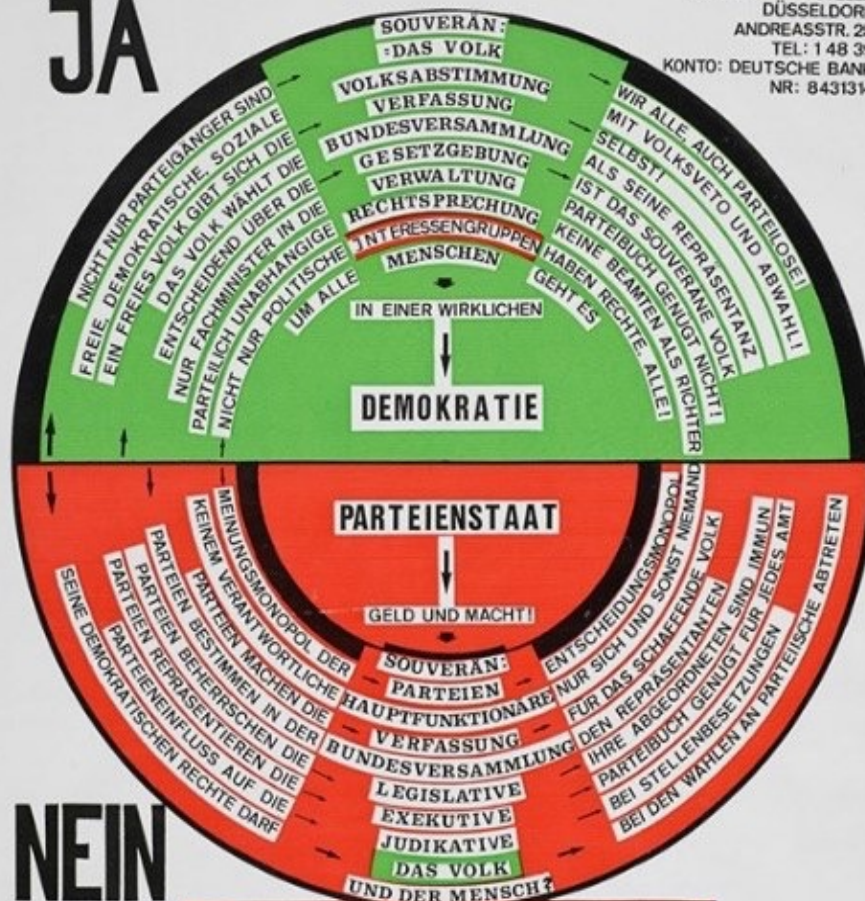 JA
DÜSSELDORF
ANDREASSTR. 2
TEL: 1 48 3
KONTO: DEUTSCHE BANK
NR: 843131
SOUVERÄN:
:DAS VOLK
NICHT NUR PARTEIGÄNGER SIND
VOLKSABSTIMMUNG
WIR ALLE, AUCH PARTEILOSE!
FREIE, DEMOKRATISCHE, SOZIALE
MIT VOLKSVETO UND ABWAHL!
EIN FREIES VOLK GIBT SICH DIE
VERFASSUNG
SELBST!
DAS VOLK WÄHLT DIE
BUNDESVERSAMMLUNG
ALS SEINE REPRÄSENTANZ
ENTSCHEIDEND ÜBER DIE
GESETZGEBUNG
IST DAS SOUVERÄNE VOLK
NUR FACHMINISTER IN DIE
VERWALTUNG
PARTEIBUCH GENÜGT NICHT!
PARTEILICH UNABHÄNGIGE
RECHTSPRECHUNG
KEINE BEAMTEN ALS RICHTER
NICHT NUR POLITISCHE
INTERESSENGRUPPEN
HABEN RECHTE, ALLE!
UM ALLE
MENSCHEN
GEHT ES
IN EINER WIRKLICHEN
DEMOKRATIE
PARTEIENSTAAT
GELD UND MACHT!
SOUVERÄN:
MEINUNGSMONOPOL DER
PARTEIEN
ENTSCHEIDUNGSMONOPOL
KEINEM VERANTWORTLICHE
HAUPTFUNKTIONÄRE
NUR SICH UND SONST NIEMAND
PARTEIEN MACHEN DIE
VERFASSUNG
FÜR DAS SCHAFFENDE VOLK
PARTEIEN BESTIMMEN IN DER
BUNDESVERSAMMLUNG
DEN REPRÄSENTANTEN
PARTEIEN BEHERRSCHEN DIE
LEGISLATIVE
IHRE ABGEORDNETEN SIND IMMUN
PARTEIEN REPRÄSENTIEREN DIE
EXEKUTIVE
PARTEIBUCH GENÜGT FÜR JEDES AMT
PARTEIENEINFLUSS AUF DIE
JUDIKATIVE
BEI STELLENBESETZUNGEN
SEINE DEMOKRATISCHEN RECHTE DARF
DAS VOLK
BEI DEN WAHLEN AN PARTEIISCHE ABTRETEN
UND DER MENSCH?
NEIN